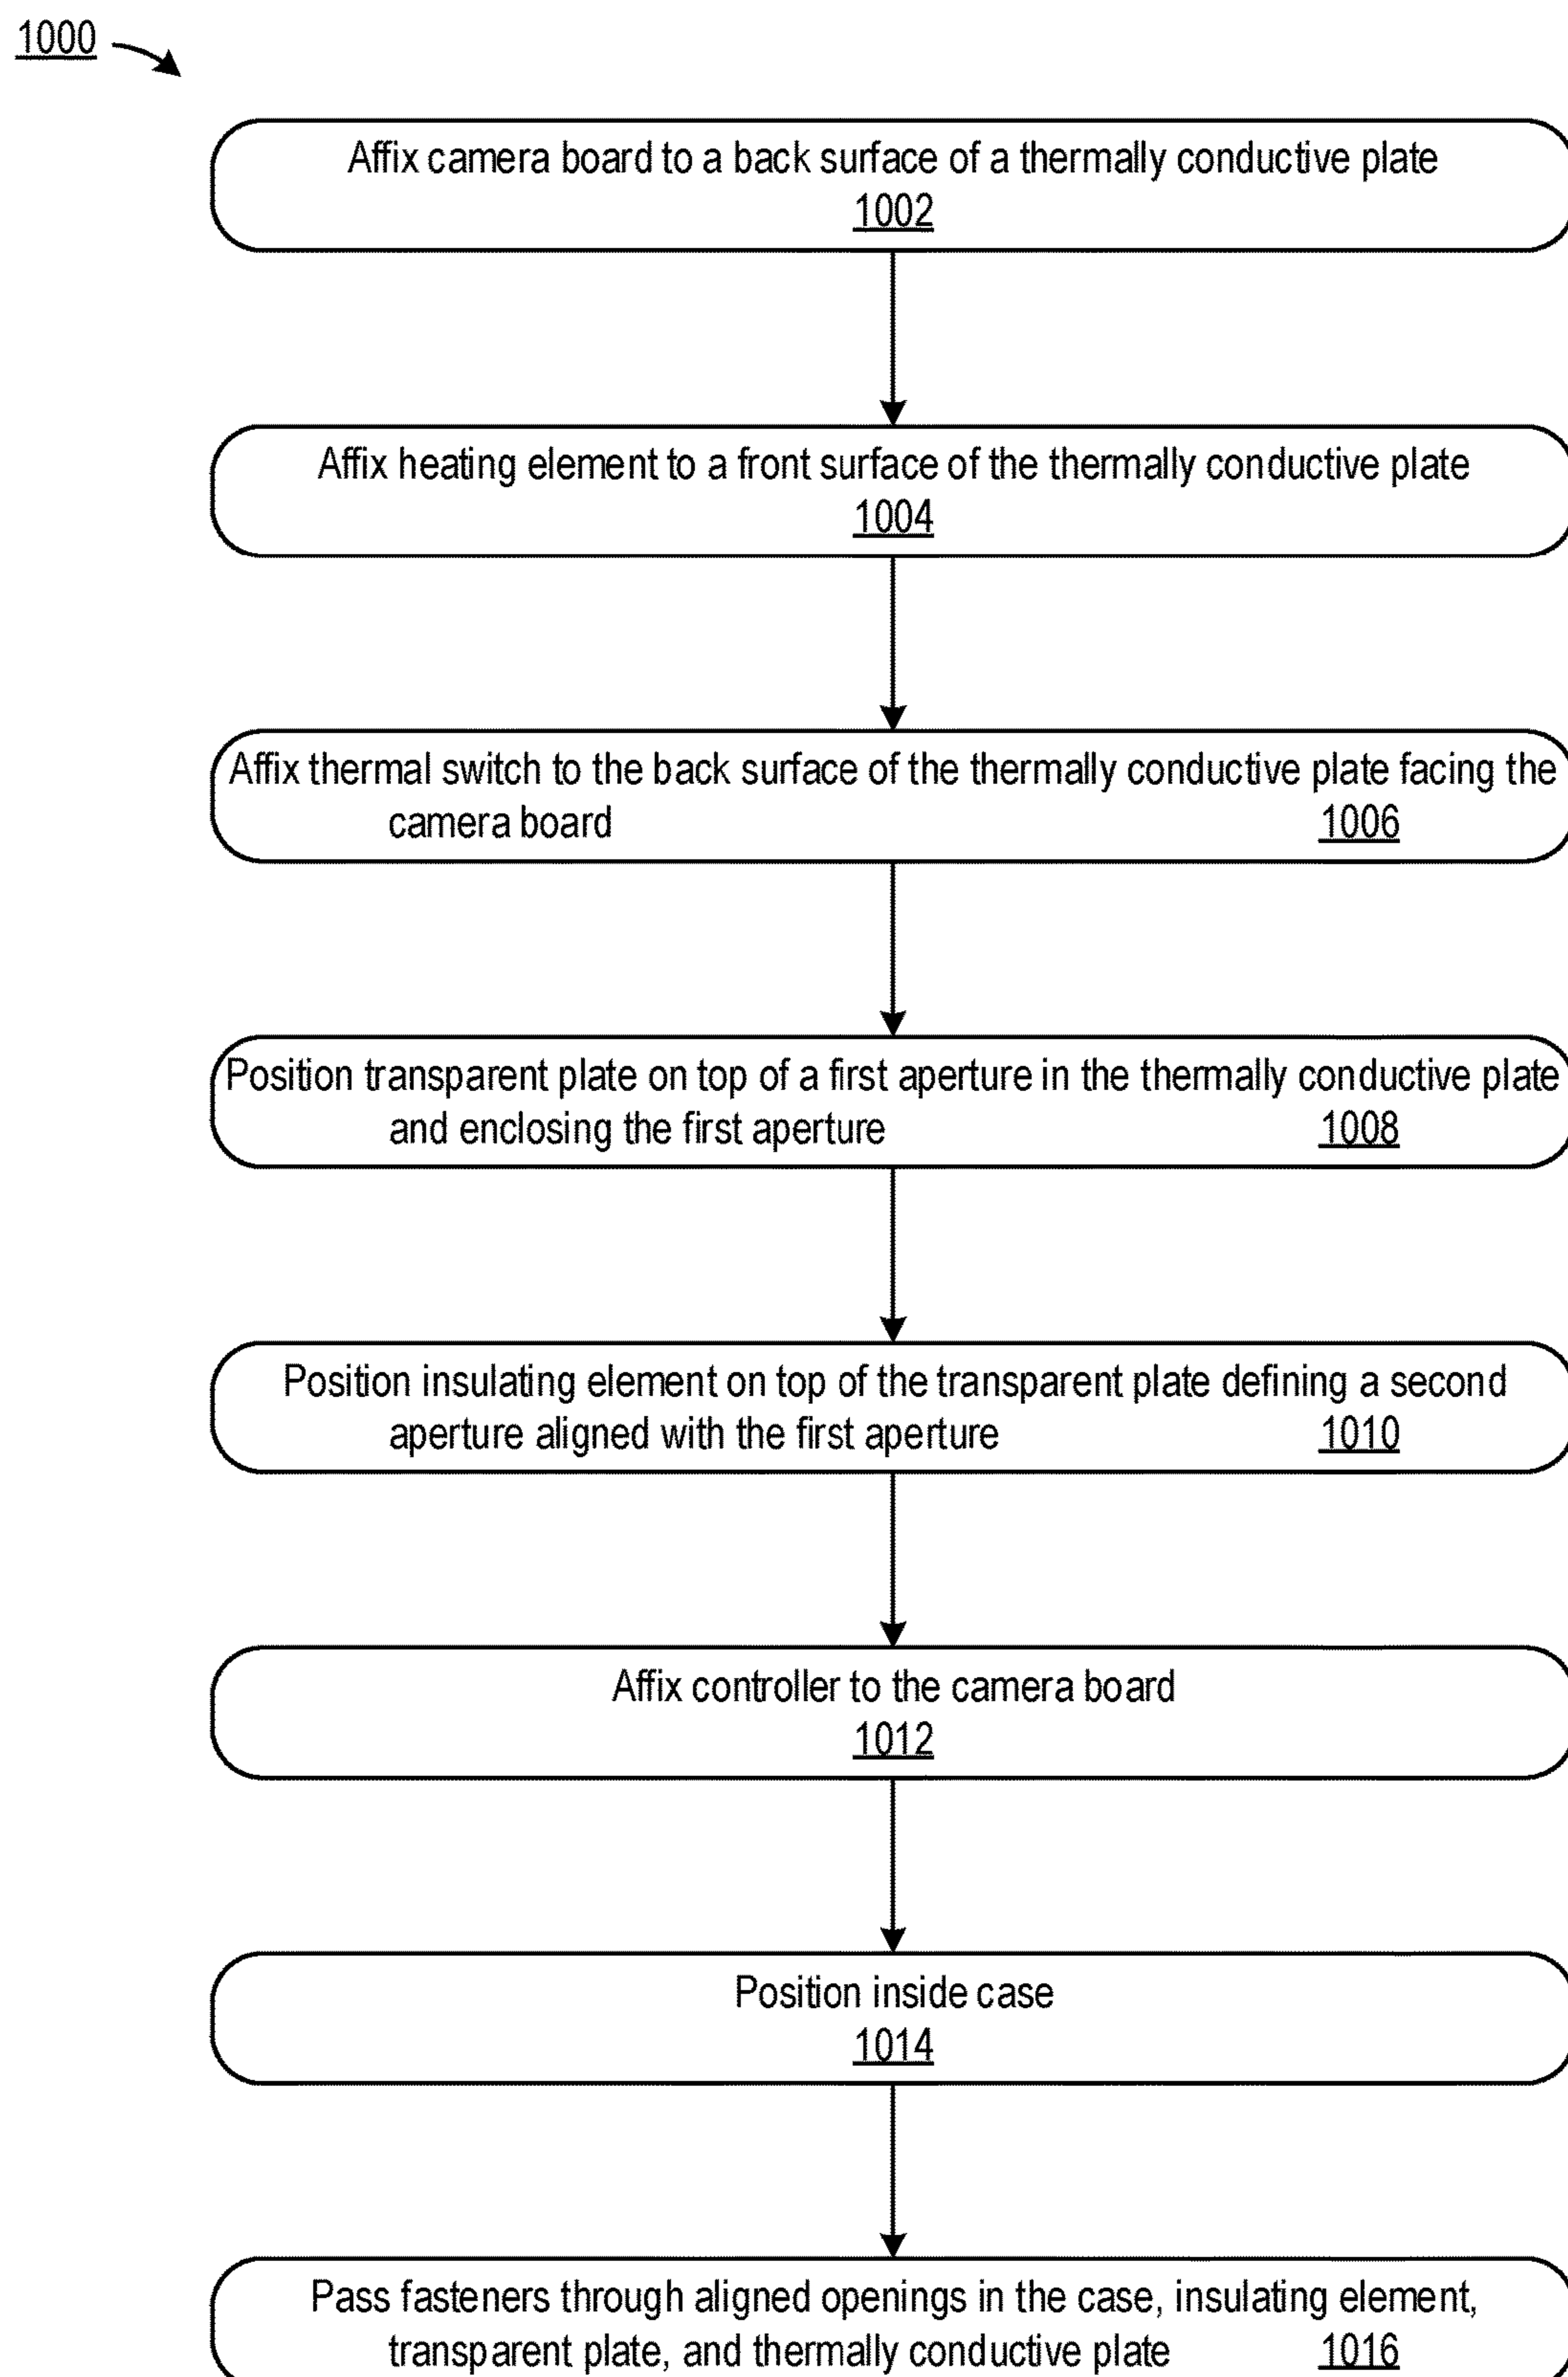 1000
Affix camera board to a back surface of a thermally conductive plate
1002
Affix heating element to a front surface of the thermally conductive plate
1004
Affix thermal switch to the back surface of the thermally conductive plate facing the
camera board 1006
Position transparent plate on top of a first aperture in the thermally conductive plate
and enclosing the first aperture 1008
Position insulating element on top of the transparent plate defining a second
aperture aligned with the first aperture 1010
Affix controller to the camera board
1012
Position inside case
1014
Pass fasteners through aligned openings in the case, insulating element,
transparent plate, and thermally conductive plate 1016